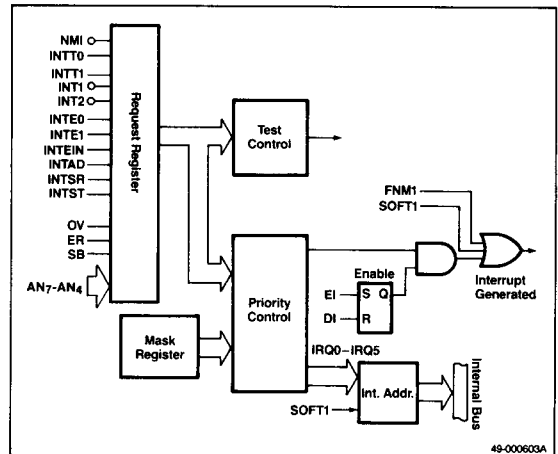 NMI
INTT0
INTT1
INT1
INT2
INTE0
INTE1
INTEIN
INTAD
INTSR
INTST
OV
ER
SB
AN7-AN4
Request Register
Test
Control
FNM1
SOFT1
Interrupt
Generated
Priority
Control
Enable
EI
S Q
DI
R
Mask
Register
IRQ0–IRQ5
Int. Addr.
SOFT1
Internal Bus
49-000603A